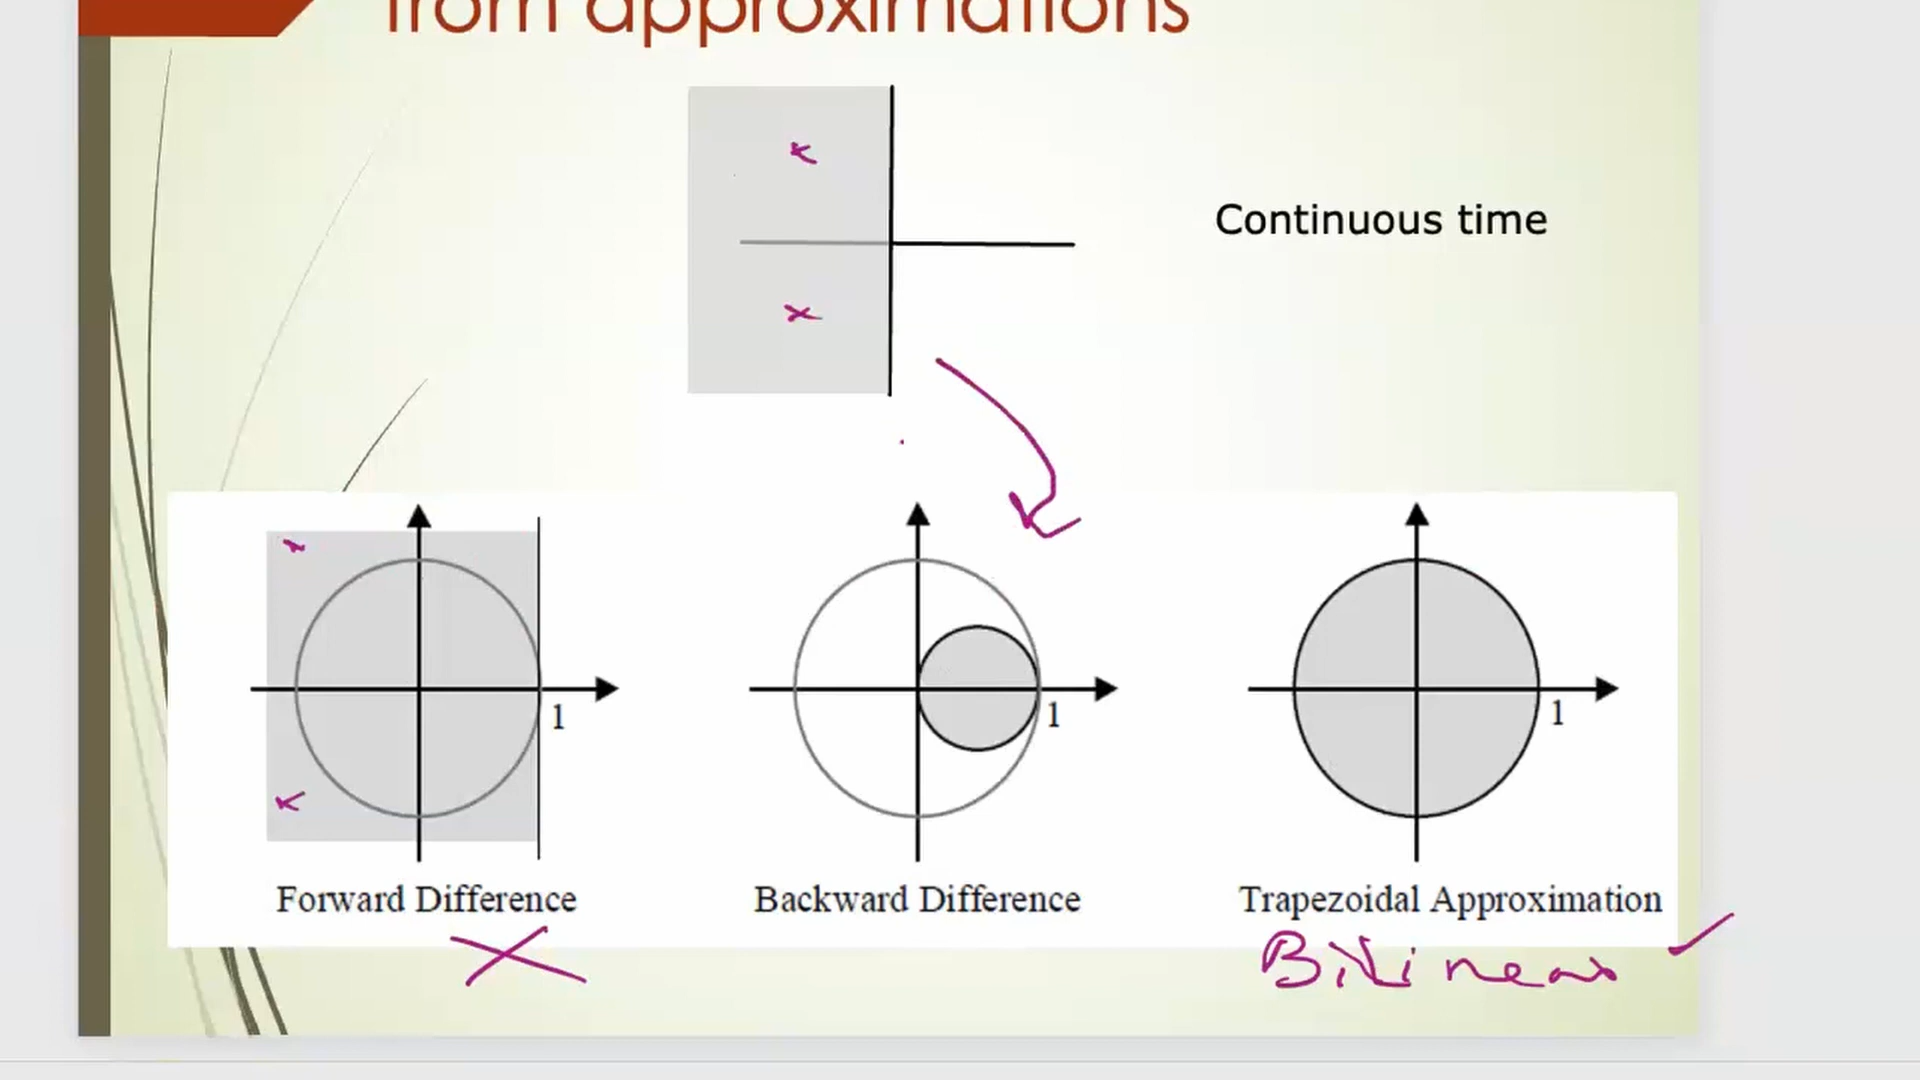 from approximations
Continuous time
1
1
1
Forward Difference
Backward Difference
Trapezoidal Approximation
Bilinear